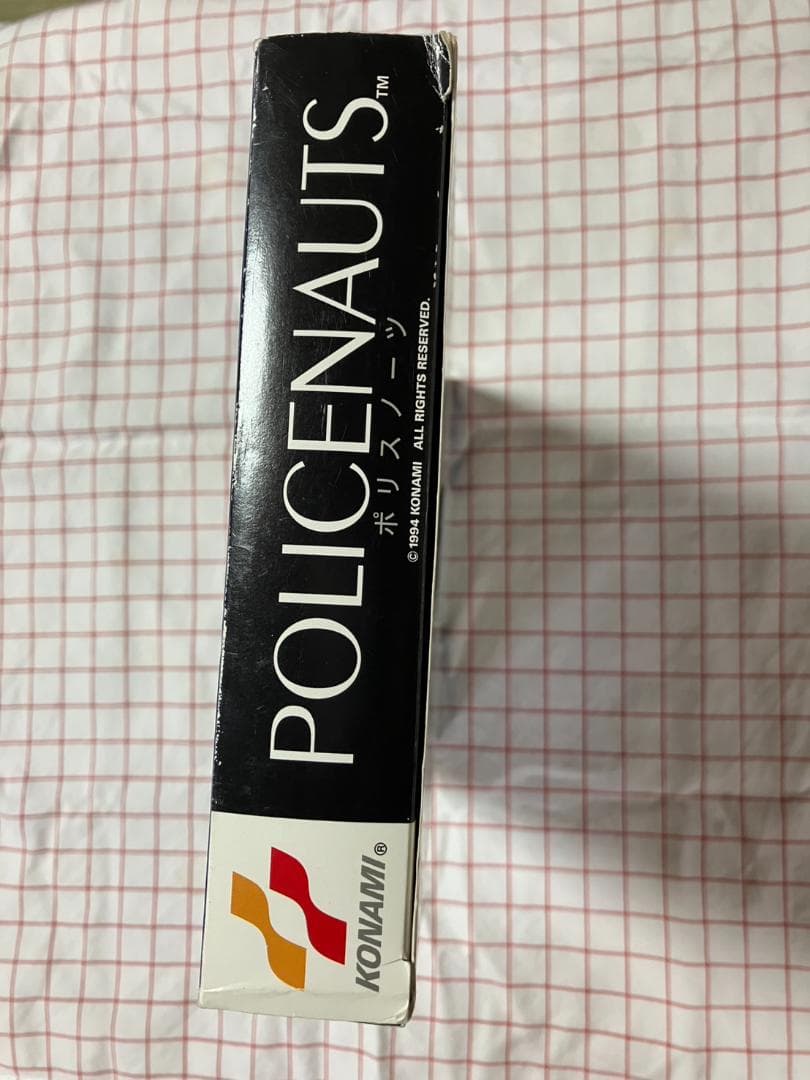 POLICENAUTS™
ポリスノーツ
©1994 KONAMI ALL RIGHTS RESERVED.
KONAMI®